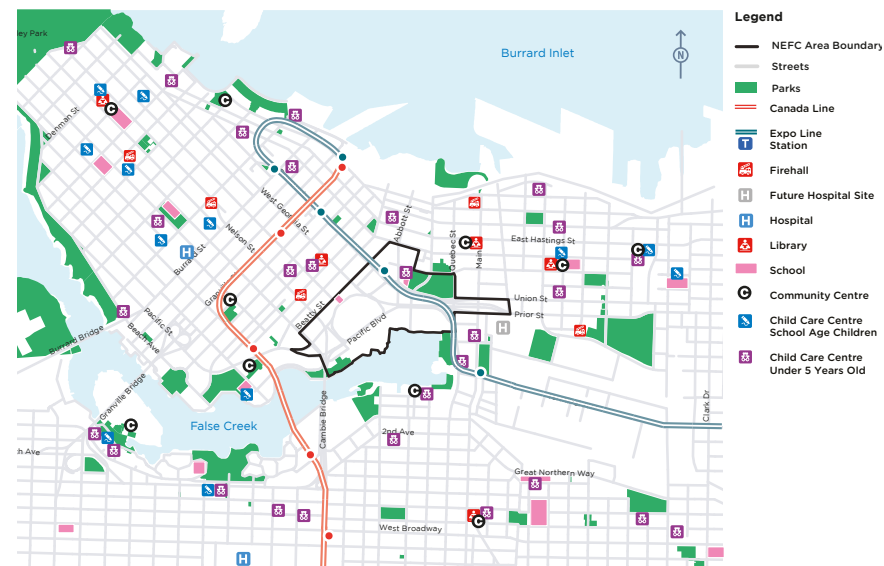 ley Park
Burrard Inlet
N
Denman St
West Georgia St
Abbott St
Quebec St
Main
East Hastings St
Nelson St
Burrard St
Beatty St
Union St
Prior St
Pacific Blvd
Pacific St
Beach Ave
Burrard Bridge
Granville Bridge
False Creek
Cambie Bridge
Clark Dr
2nd Ave
h Ave
Great Northern Way
West Broadway
H
H
H
C
C
C
C
C
C
C
C
C
C
Legend
NEFC Area Boundary
Streets
Parks
Canada Line
Expo Line
T Station
Firehall
H Future Hospital Site
H Hospital
Library
School
C Community Centre
Child Care Centre
School Age Children
Child Care Centre
Under 5 Years Old